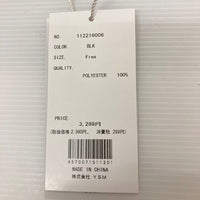 NO 112216006
COLOR. BLK
SIZE. Free
QUALITY.
POLYESTER 100%
PRICE.
3,289円
(税抜価格 2,990円, 消費税 299円)
MADE IN CHINA
株式会社 YSM